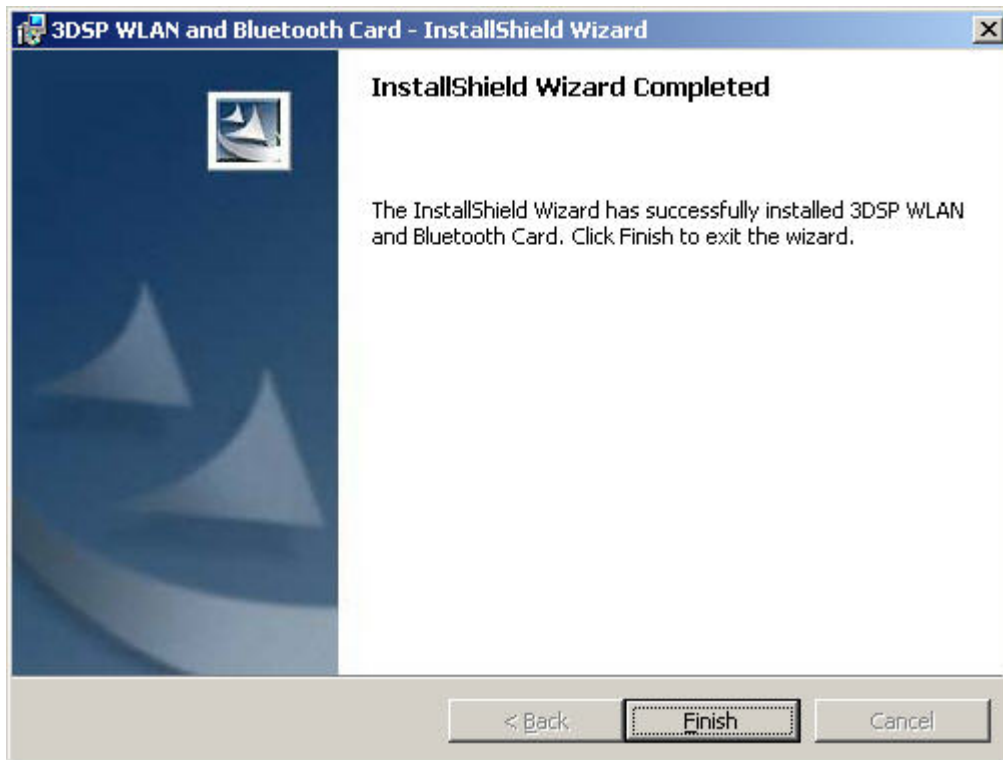 3DSP WLAN and Bluetooth Card - InstallShield Wizard
InstallShield Wizard Completed
The InstallShield Wizard has successfully installed 3DSP WLAN
and Bluetooth Card. Click Finish to exit the wizard.
< Back
Finish
Cancel